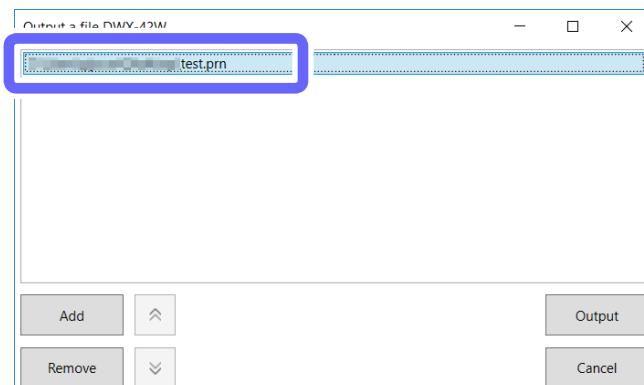 Output a file DWX-42W
test.prn
Add
Output
Remove
Cancel